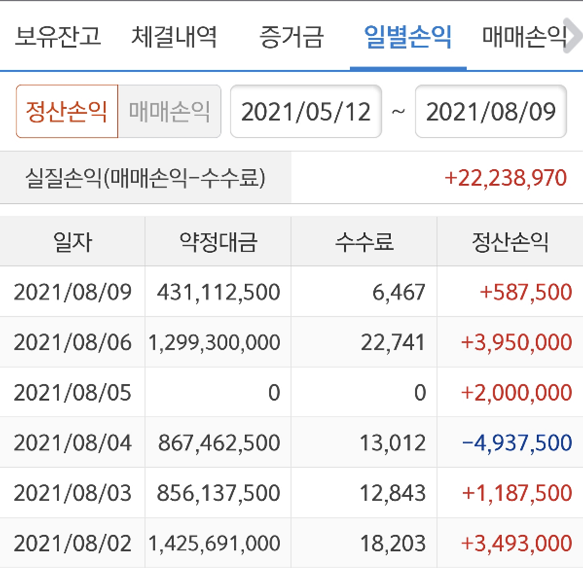 보유잔고 체결내역 증거금 일별손익 매매손익
정산손익 매매손익 2021/05/12 ~ 2021/08/09
실질손익(매매손익-수수료) +22,238,970
일자 약정대금 수수료 정산손익
2021/08/09 431,112,500 6,467 +587,500
2021/08/06 1,299,300,000 22,741 +3,950,000
2021/08/05 0 0 +2,000,000
2021/08/04 867,462,500 13,012 -4,937,500
2021/08/03 856,137,500 12,843 +1,187,500
2021/08/02 1,425,691,000 18,203 +3,493,000